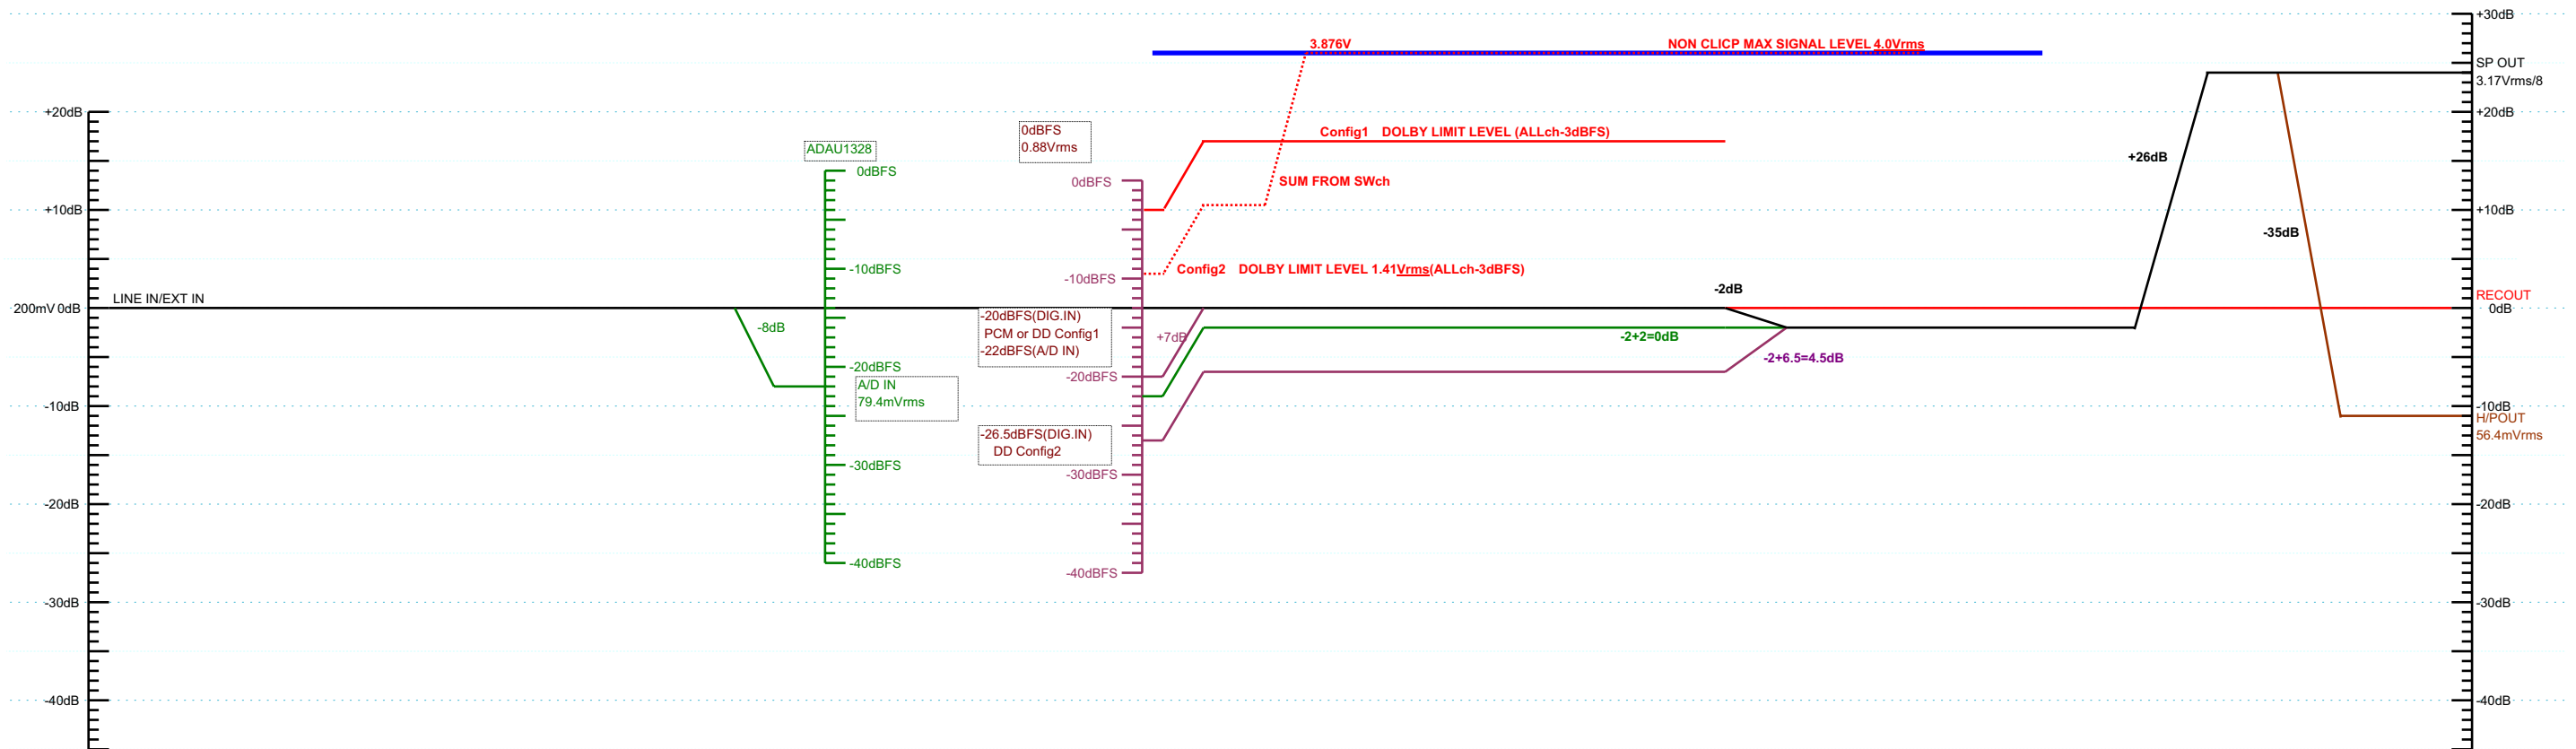 +30dB
3.876V
NON CLICP MAX SIGNAL LEVEL 4.0Vrms
SP OUT
3.17Vrms/8
+20dB
+20dB
0dBFS
0.88Vrms
Config1 DOLBY LIMIT LEVEL (ALLch-3dBFS)
ADAU1328
+26dB
0dBFS
0dBFS
SUM FROM SWch
+10dB
+10dB
-35dB
-10dBFS
-10dBFS
Config2 DOLBY LIMIT LEVEL 1.41Vrms(ALLch-3dBFS)
-2dB
LINE IN/EXT IN
RECOUT
200mV 0dB
0dB
-8dB
-20dBFS(DIG.IN)
PCM or DD Config1
-22dBFS(A/D IN)
+7dB
-2+2=0dB
-2+6.5=4.5dB
-20dBFS
-20dBFS
A/D IN
79.4mVrms
-10dB
-10dB
H/POUT
56.4mVrms
-26.5dBFS(DIG.IN)
DD Config2
-30dBFS
-30dBFS
-20dB
-20dB
-40dBFS
-40dBFS
-30dB
-30dB
-40dB
-40dB